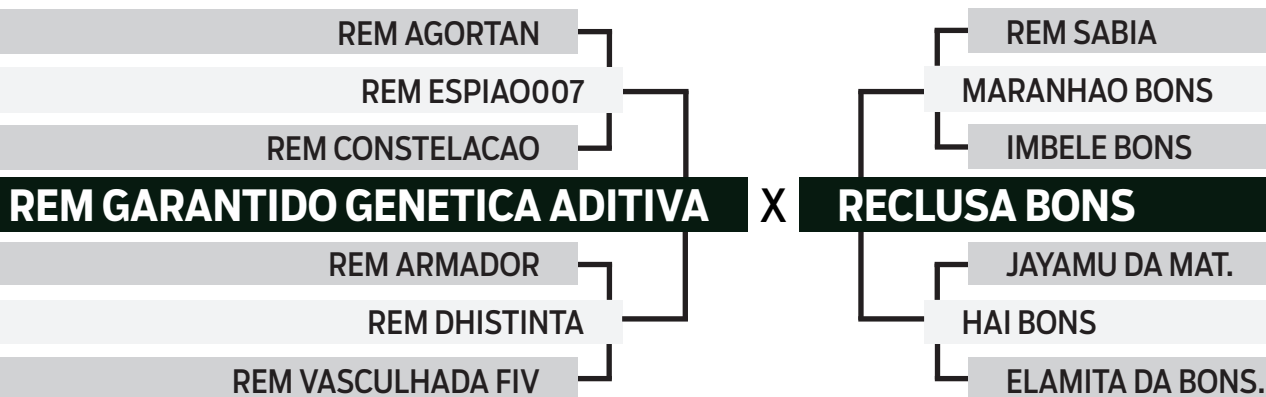 REM AGORTAN
REM ESPIAO007
REM CONSTELACAO
REM GARANTIDO GENETICA ADITIVA X RECLUSA BONS
REM ARMADOR
REM DHISTINTA
REM VASCULHADA FIV
REM SABIA
MARANHAO BONS
IMBELE BONS
JAYAMU DA MAT.
HAI BONS
ELAMITA DA BONS.